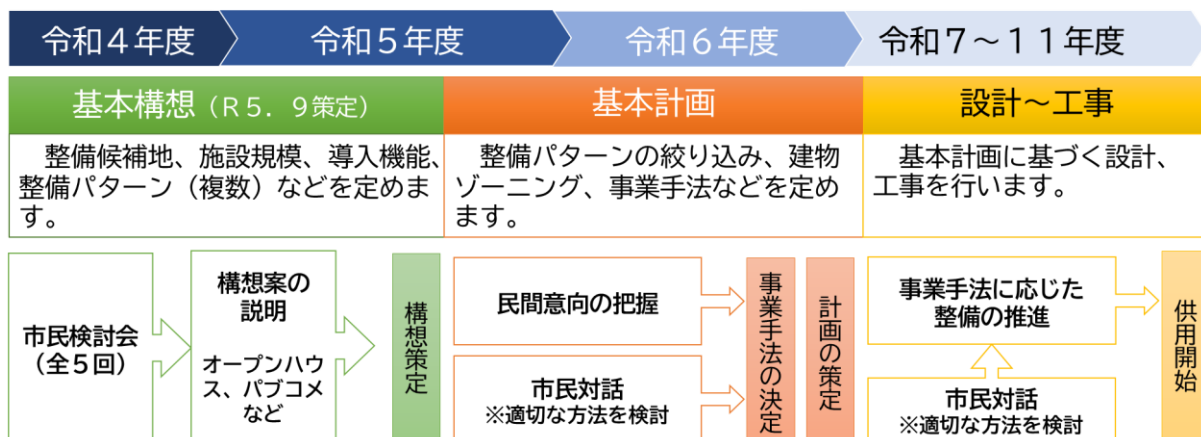 令和４年度
令和５年度
令和６年度
令和７～１１年度
基本構想（Ｒ５．９策定）
基本計画
設計～工事
整備候補地、施設規模、導入機能、
整備パターン（複数）などを定めま
す。
整備パターンの絞り込み、建物
ゾーニング、事業手法などを定め
ます。
基本計画に基づく設計、
工事を行います。
市民検討会
（全５回）
構想案の
説明
オープンハウ
ス、パブコメ
など
構想策定
民間意向の把握
市民対話
※適切な方法を検討
事業手法の決定
計画の策定
事業手法に応じた
整備の推進
市民対話
※適切な方法を検討
供用開始